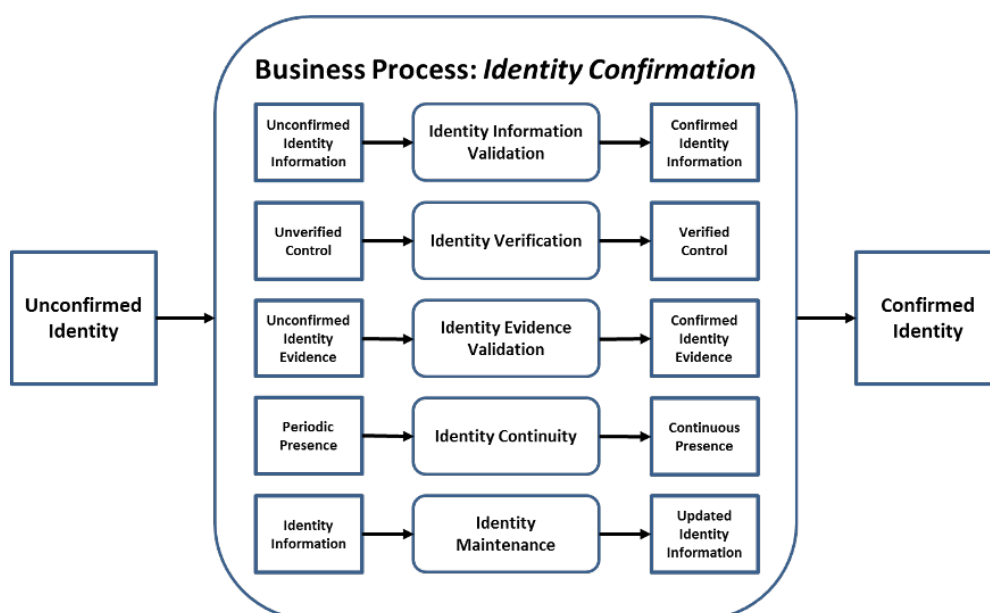 Business Process: Identity Confirmation
Unconfirmed
Identity
Information
Identity Information
Validation
Confirmed
Identity
Information
Unverified
Control
Identity Verification
Verified
Control
Unconfirmed
Identity
Unconfirmed
Identity
Evidence
Identity Evidence
Validation
Confirmed
Identity
Evidence
Confirmed
Identity
Periodic
Presence
Identity Continuity
Continuous
Presence
Identity
Information
Identity
Maintenance
Updated
Identity
Information